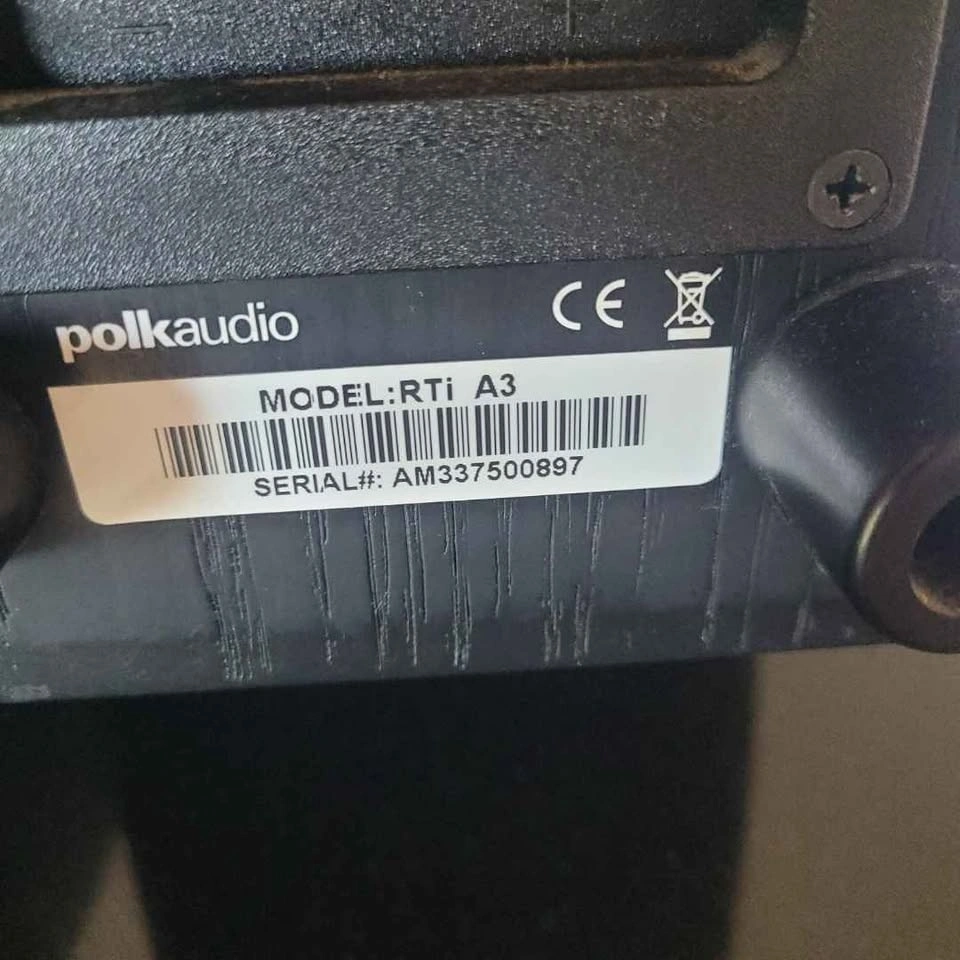 polkaudio
CE
MODEL:RTi A3
SERIAL#: AM337500897